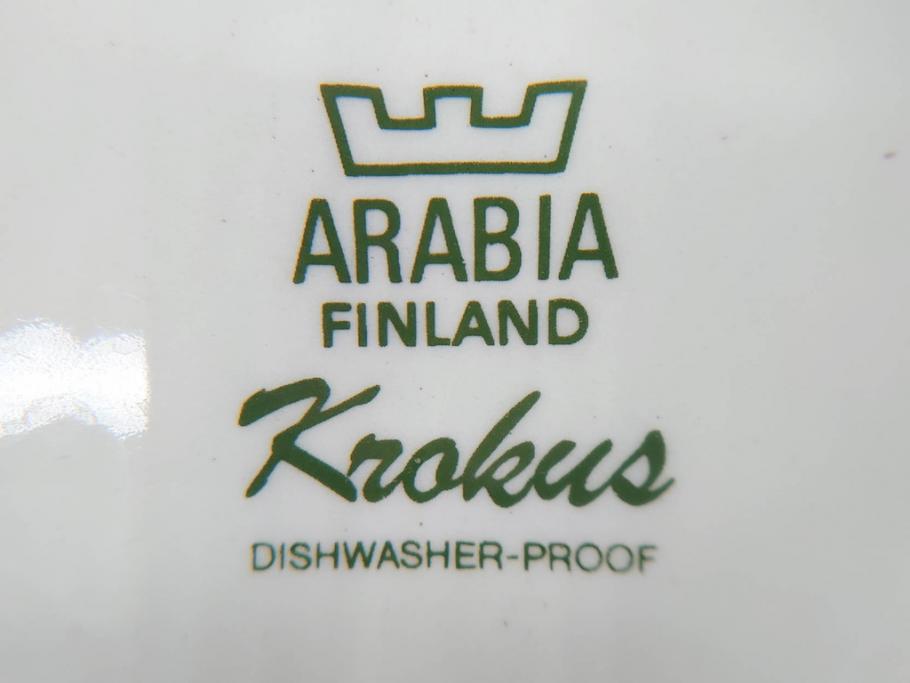 ARABIA
FINLAND
Krokus
DISHWASHER-PROOF